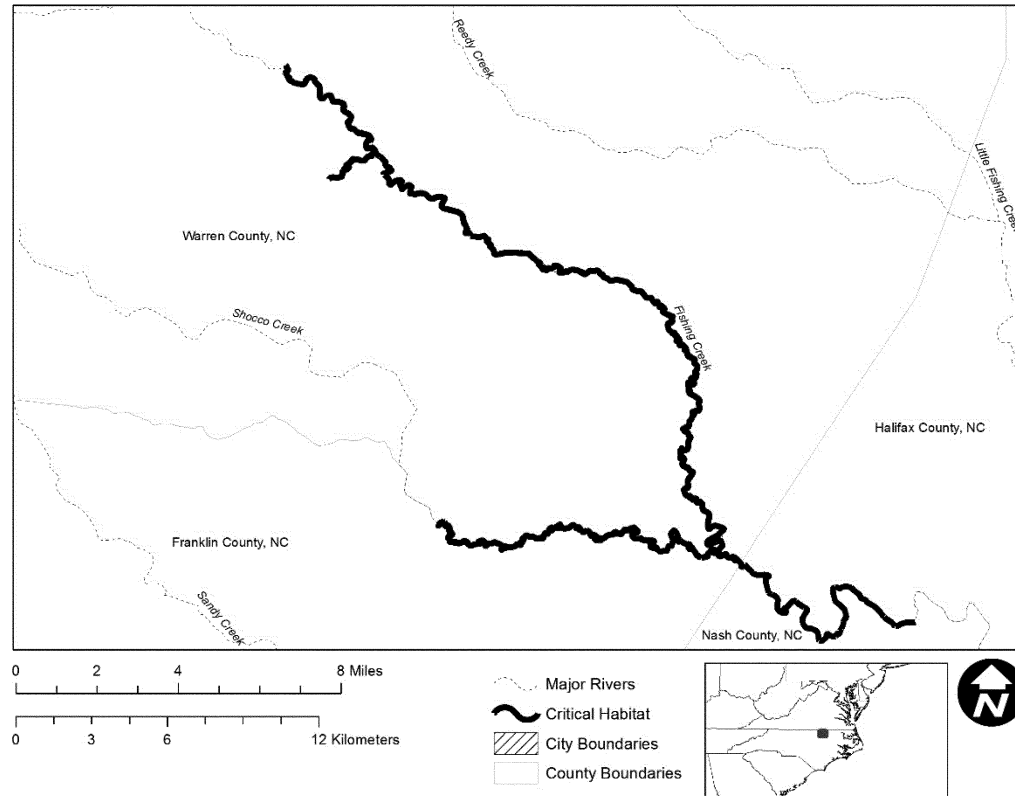 Reedy Creek
Little Fishing Creek
Warren County, NC
Shocco Creek
Fishing Creek
Halifax County, NC
Franklin County, NC
Sandy Creek
Nash County, NC
0 2 4 8 Miles
0 3 6 12 Kilometers
Major Rivers
Critical Habitat
City Boundaries
County Boundaries
N